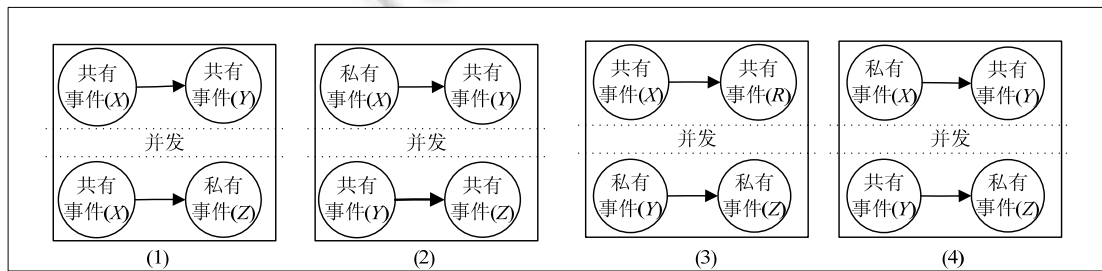 共有 共有 私有 共有 共有 共有 私有 共有
事件(X) 事件(Y) 事件(X) 事件(Y) 事件(X) 事件(R) 事件(X) 事件(Y)
并发 并发 并发 并发
共有 私有 共有 共有 私有 私有 共有 私有
事件(X) 事件(Z) 事件(Y) 事件(Z) 事件(Y) 事件(Z) 事件(Y) 事件(Z)
(1) (2) (3) (4)